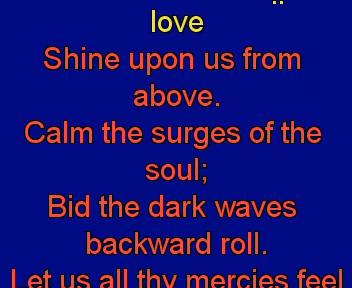 love
Shine upon us from
above.
Calm the surges of the
soul;
Bid the dark waves
backward roll.
Let us all thy mercies feel